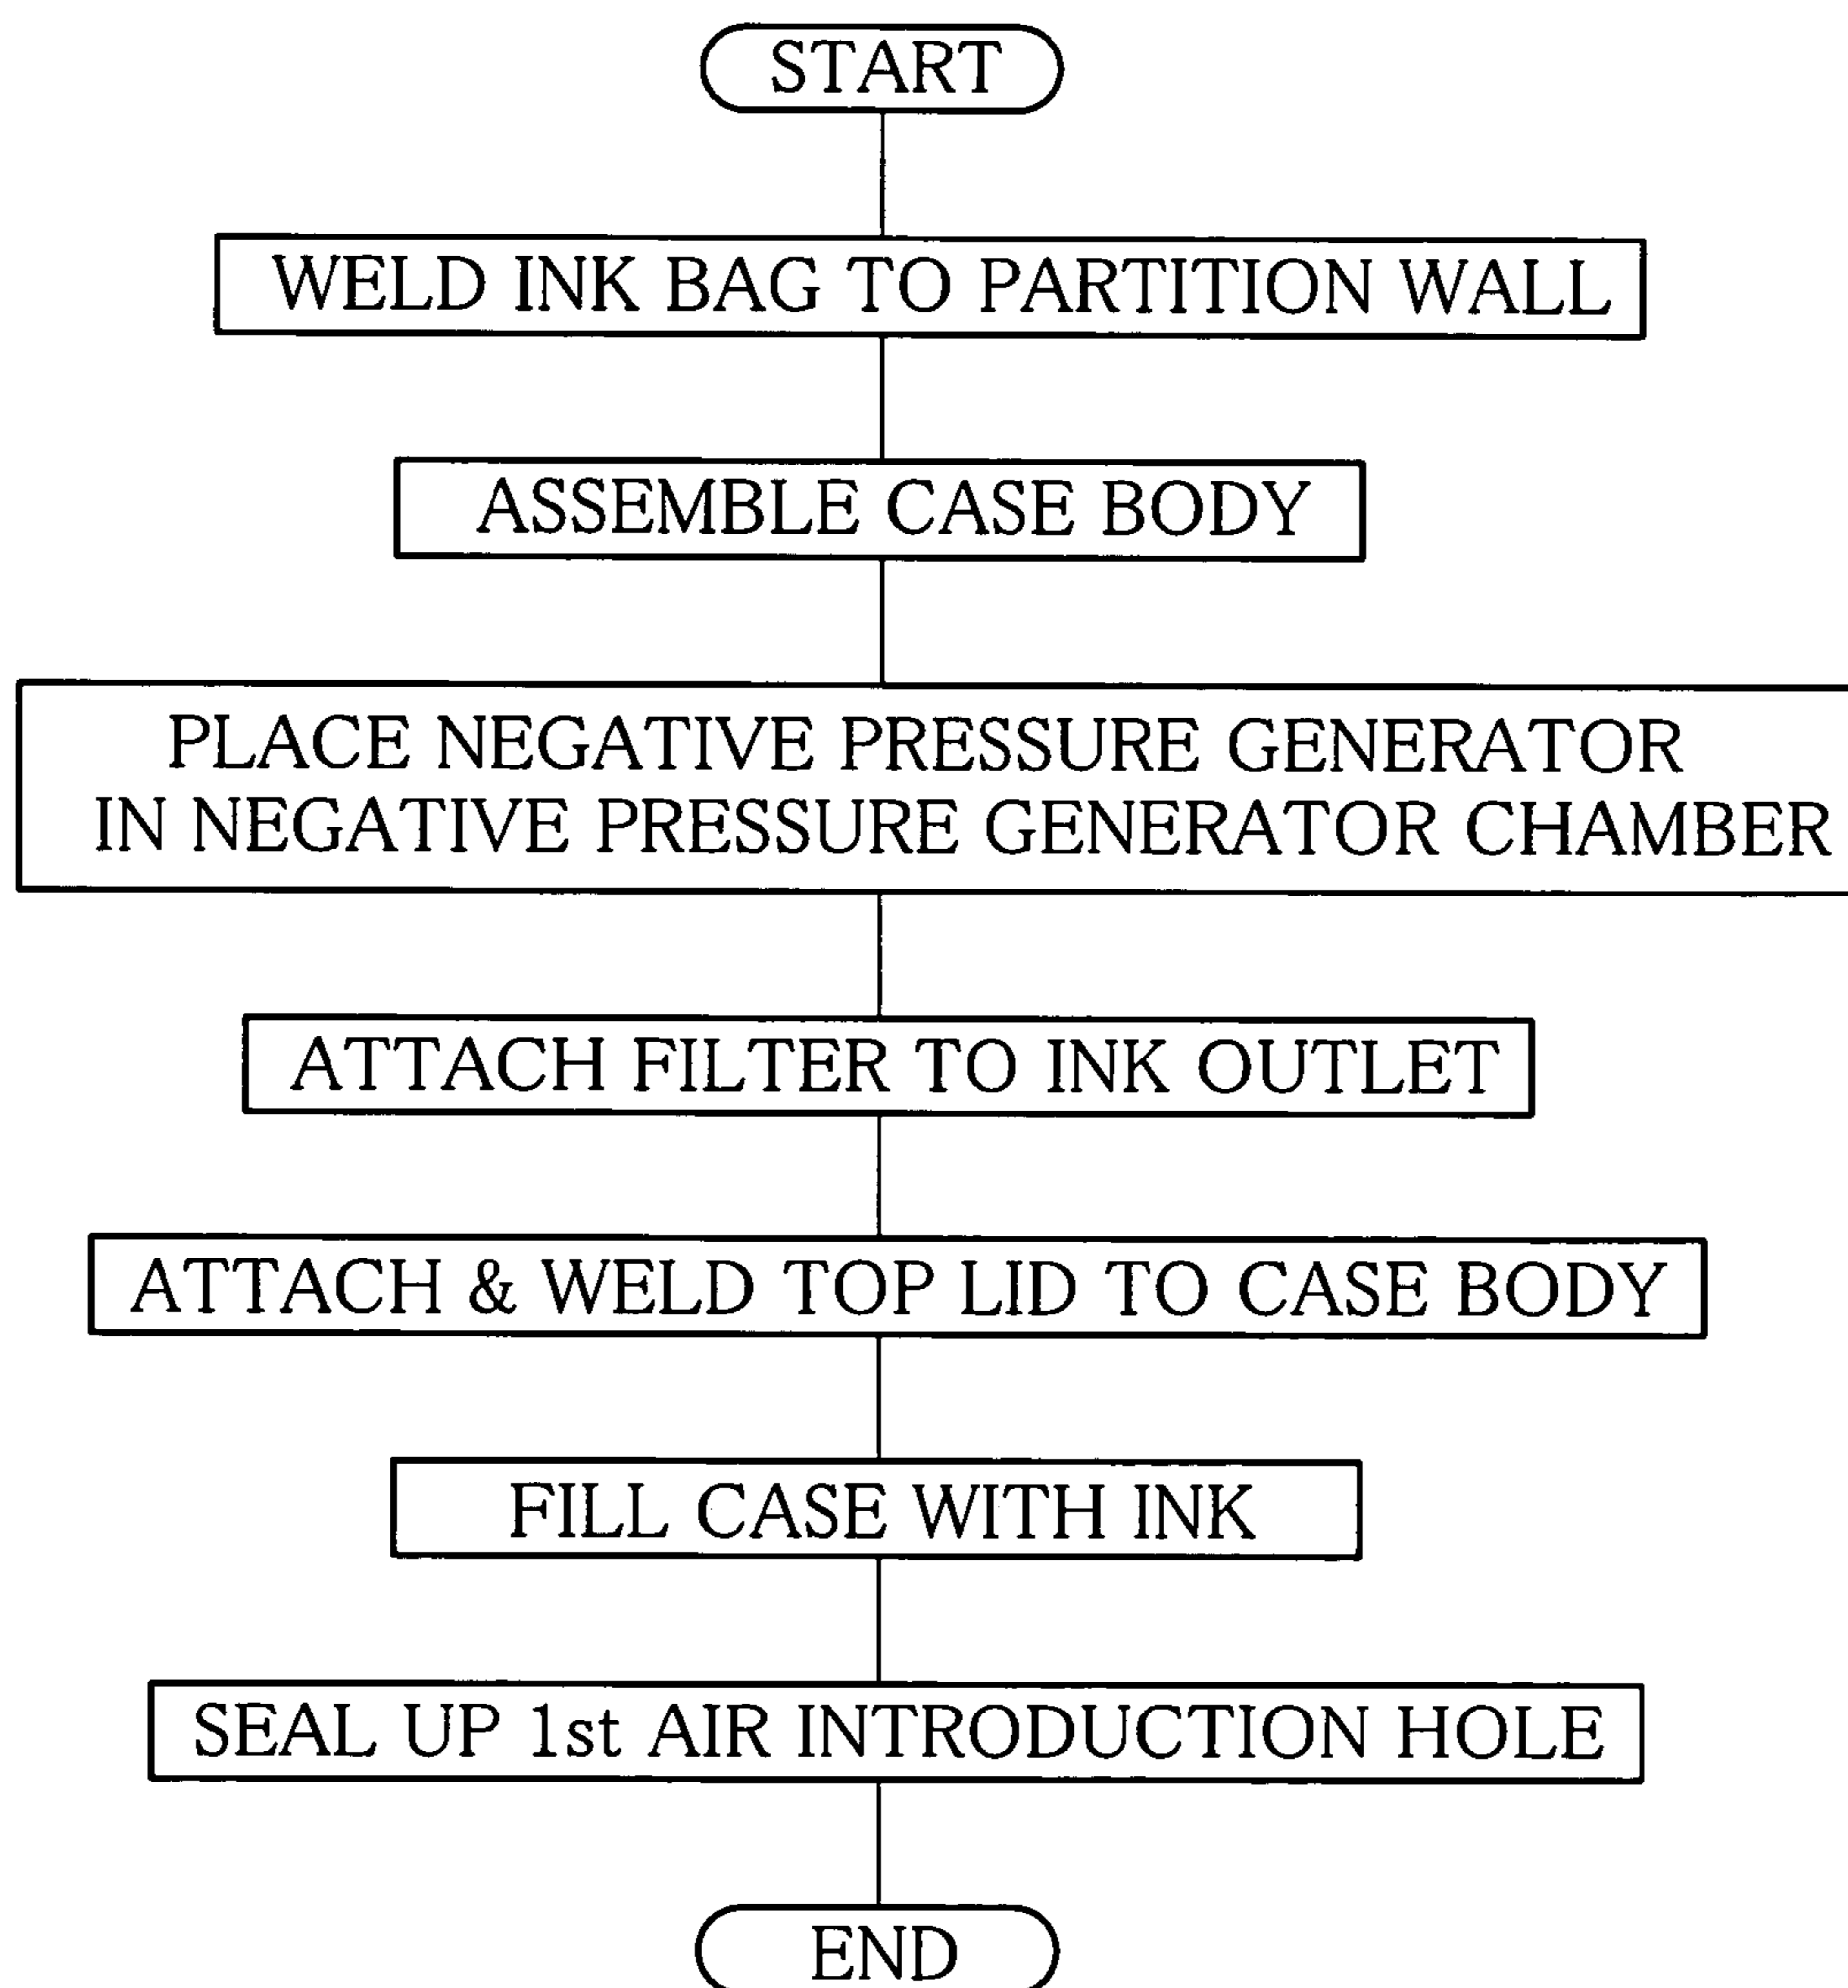 START
WELD INK BAG TO PARTITION WALL
ASSEMBLE CASE BODY
PLACE NEGATIVE PRESSURE GENERATOR
IN NEGATIVE PRESSURE GENERATOR CHAMBER
ATTACH FILTER TO INK OUTLET
ATTACH & WELD TOP LID TO CASE BODY
FILL CASE WITH INK
SEAL UP 1st AIR INTRODUCTION HOLE
END